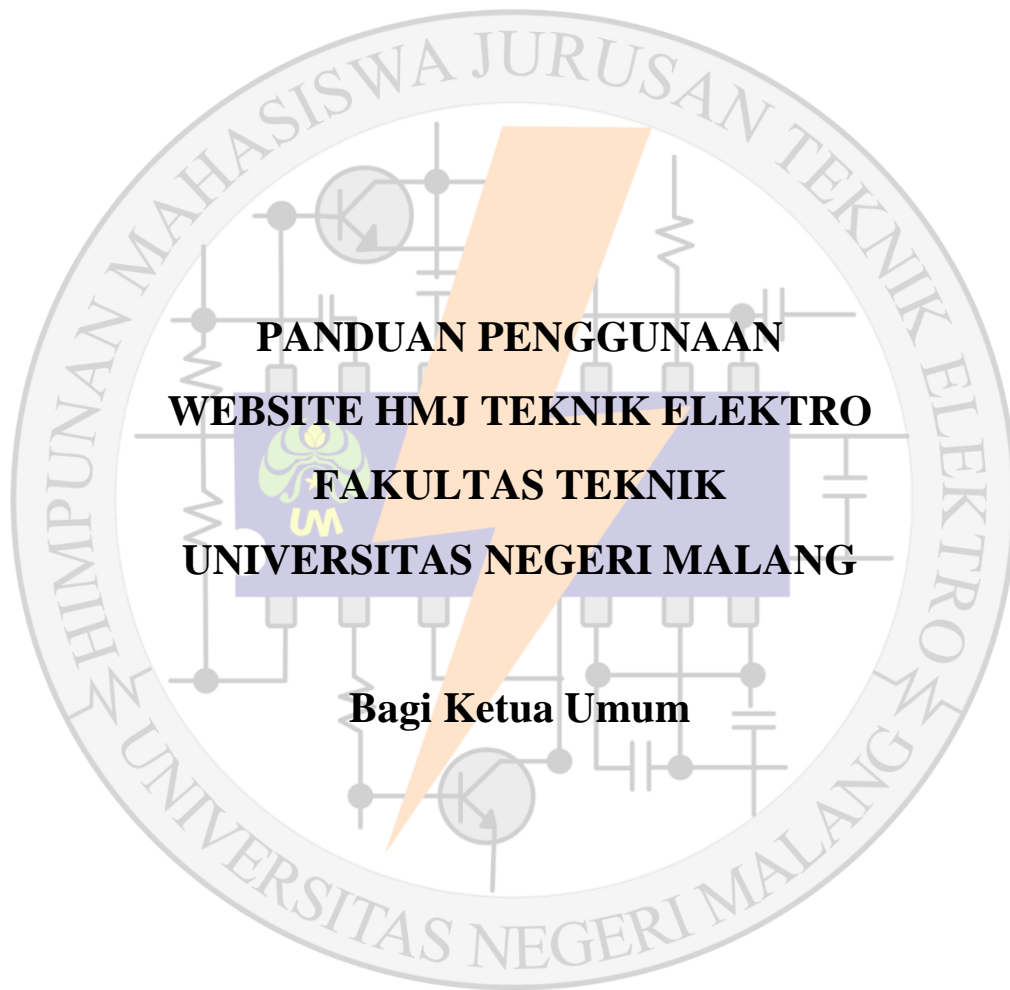 HIMPUNAN MAHASISWA JURUSAN TEKNIK ELEKTRO
PANDUAN PENGGUNAAN
WEBSITE HMJ TEKNIK ELEKTRO
FAKULTAS TEKNIK
UM
UNIVERSITAS NEGERI MALANG
Bagi Ketua Umum
UNIVERSITAS NEGERI MALANG